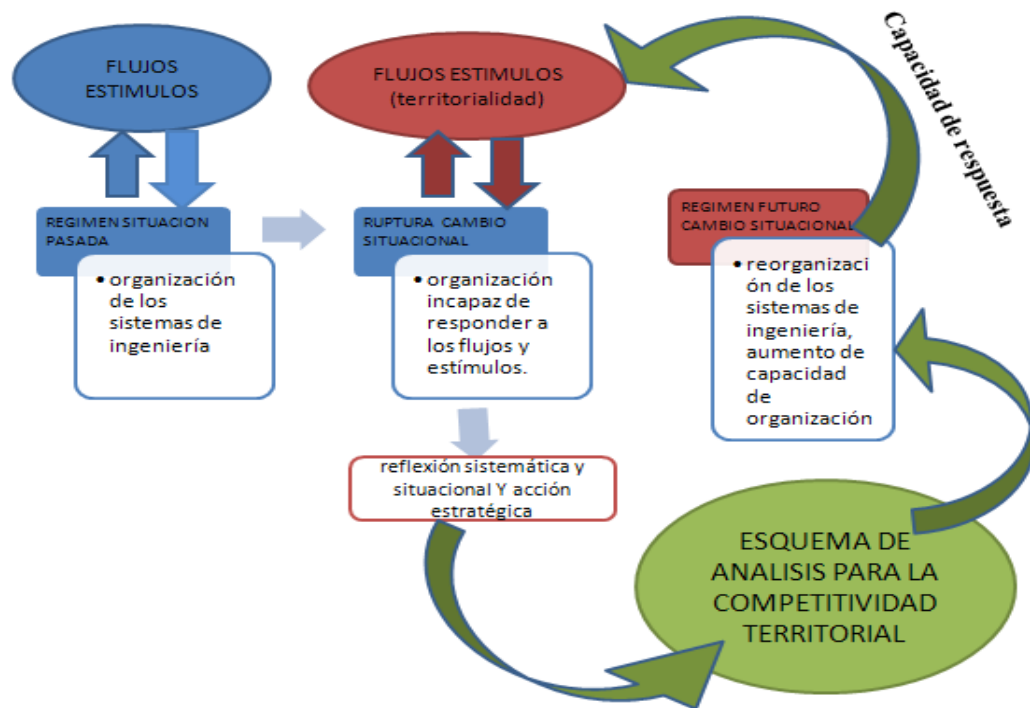 FLUJOS
ESTIMULOS
FLUJOS ESTIMULOS
(territorialidad)
Capacidad de respuesta
REGIMEN SITUACION
PASADA
• organización
de los
sistemas de
ingeniería
RUPTURA CAMBIO
SITUACIONAL
• organización
incapaz de
responder a
los flujos y
estímulos.
REGIMEN FUTURO
CAMBIO SITUACIONAL
• reorganizaci
ón de los
sistemas de
ingeniería,
aumento de
capacidad
de
organización
reflexión sistemática y
situacional Y acción
estratégica
ESQUEMA DE
ANALISIS PARA LA
COMPETITIVIDAD
TERRITORIAL